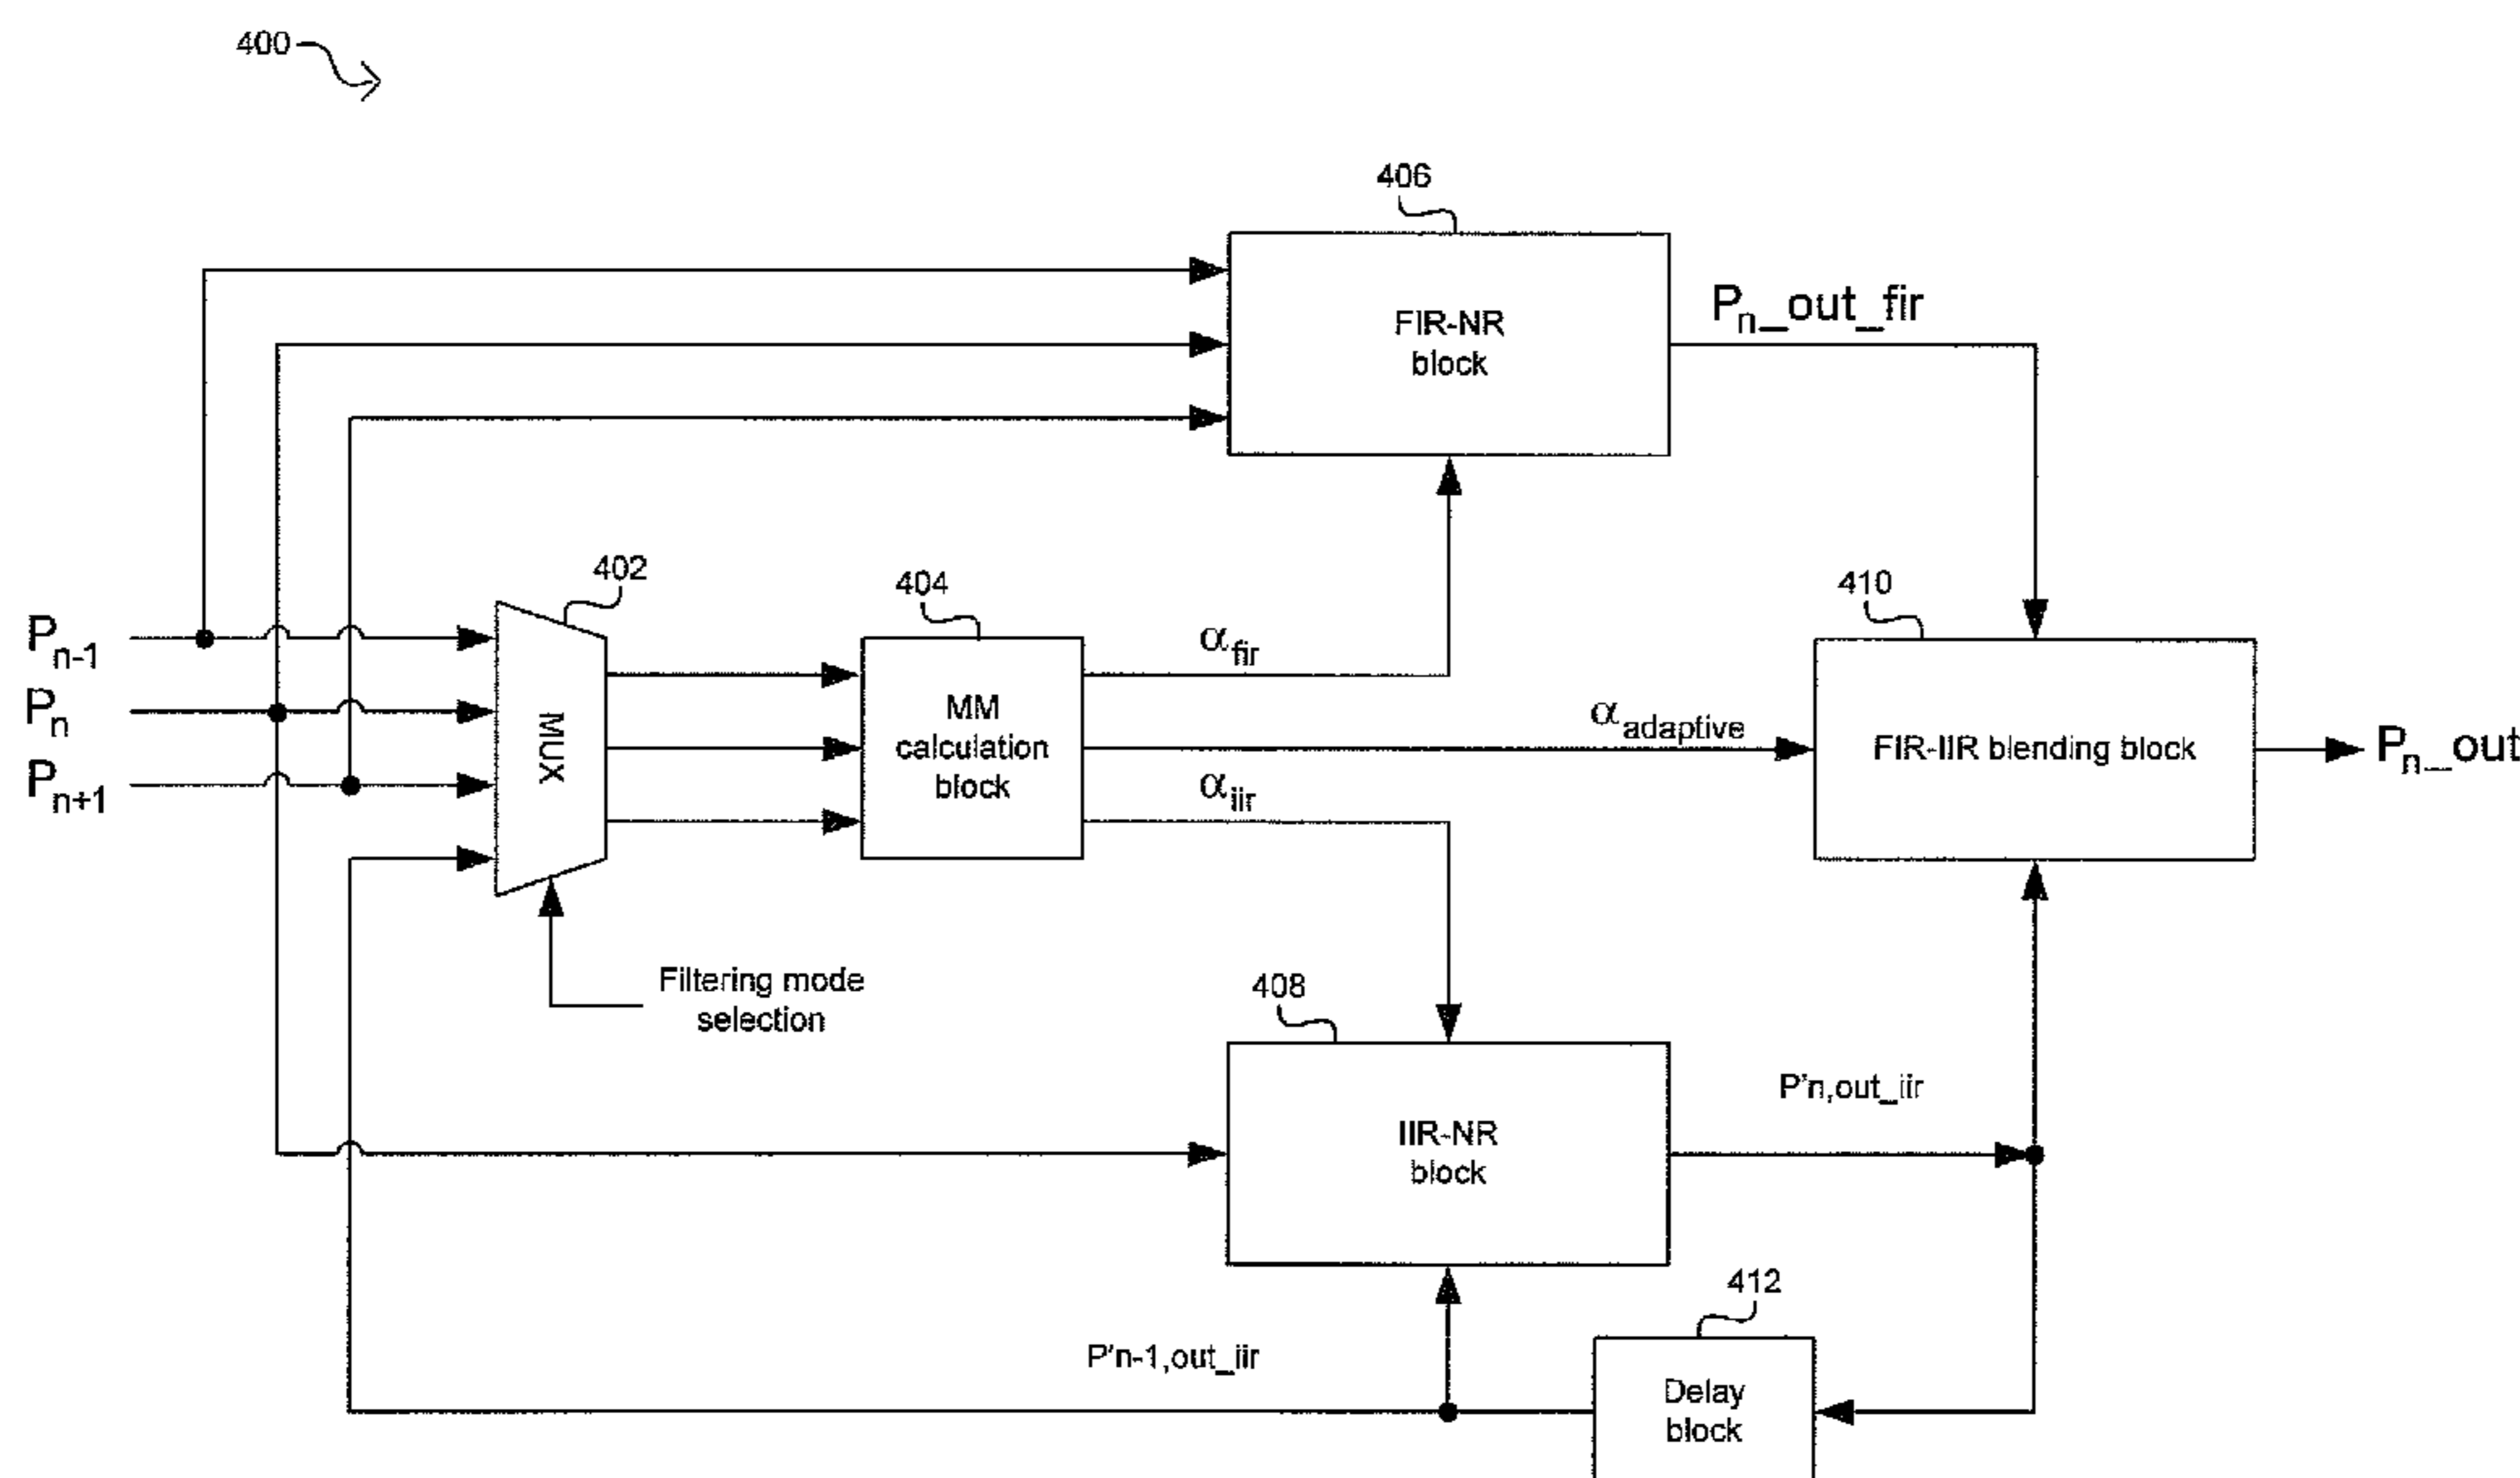 400
406
FIR-NR
block
Pn_out_fir
402
404
410
Pn-1
Pn
Pn+1
MUX
MM
calculation
block
αfir
αadaptive
αiir
FIR-IIR blending block
Pn_out
Filtering mode
selection
408
IIR-NR
block
P'n,out_iir
412
P'n-1,out_iir
Delay
block